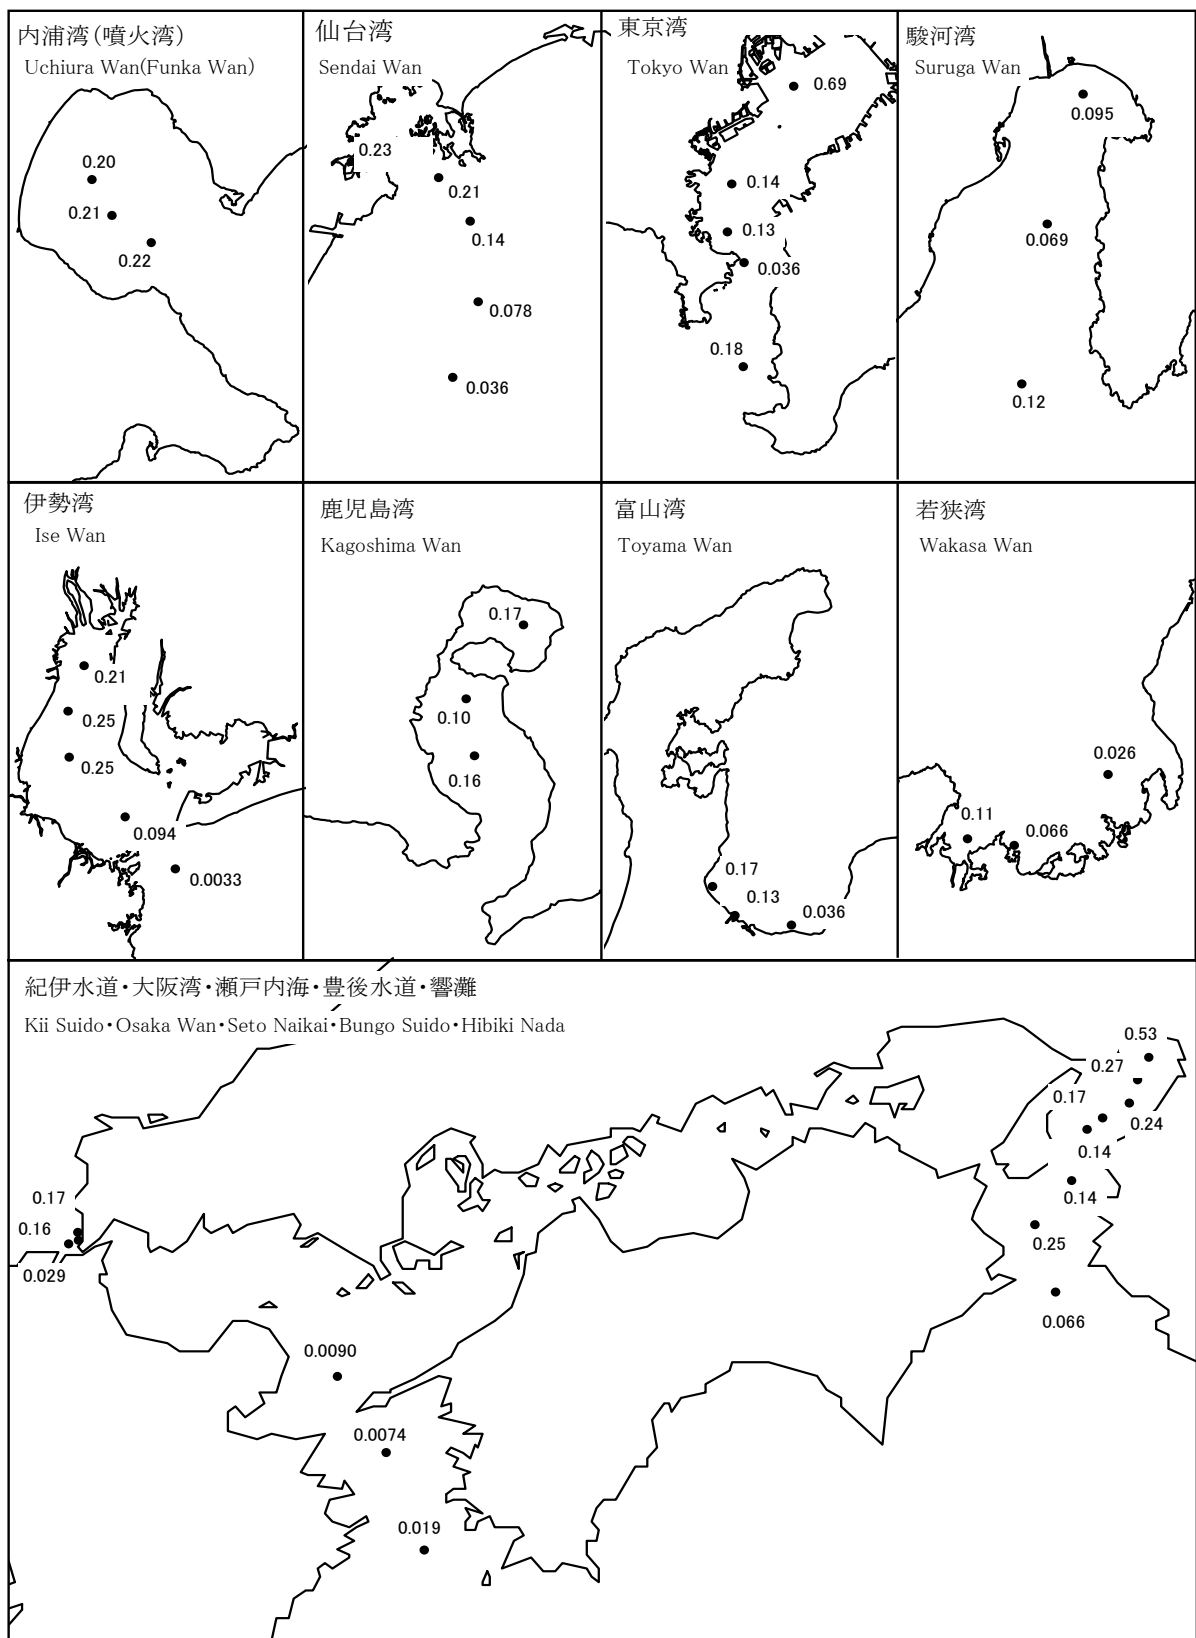 内浦湾(噴火湾)
Uchiura Wan(Funka Wan)
0.20
0.21
0.22
仙台湾
Sendai Wan
0.23
0.21
0.14
0.078
0.036
東京湾
Tokyo Wan
0.69
0.14
0.13
0.036
0.18
駿河湾
Suruga Wan
0.095
0.069
0.12
伊勢湾
Ise Wan
0.21
0.25
0.25
0.094
0.0033
鹿児島湾
Kagoshima Wan
0.17
0.10
0.16
富山湾
Toyama Wan
0.17
0.13
0.036
若狭湾
Wakasa Wan
0.026
0.11
0.066
紀伊水道・大阪湾・瀬戸内海・豊後水道・響灘
Kii Suido・Osaka Wan・Seto Naikai・Bungo Suido・Hibiki Nada
0.53
0.27
0.17
0.24
0.14
0.14
0.17
0.16
0.25
0.029
0.066
0.0090
0.0074
0.019